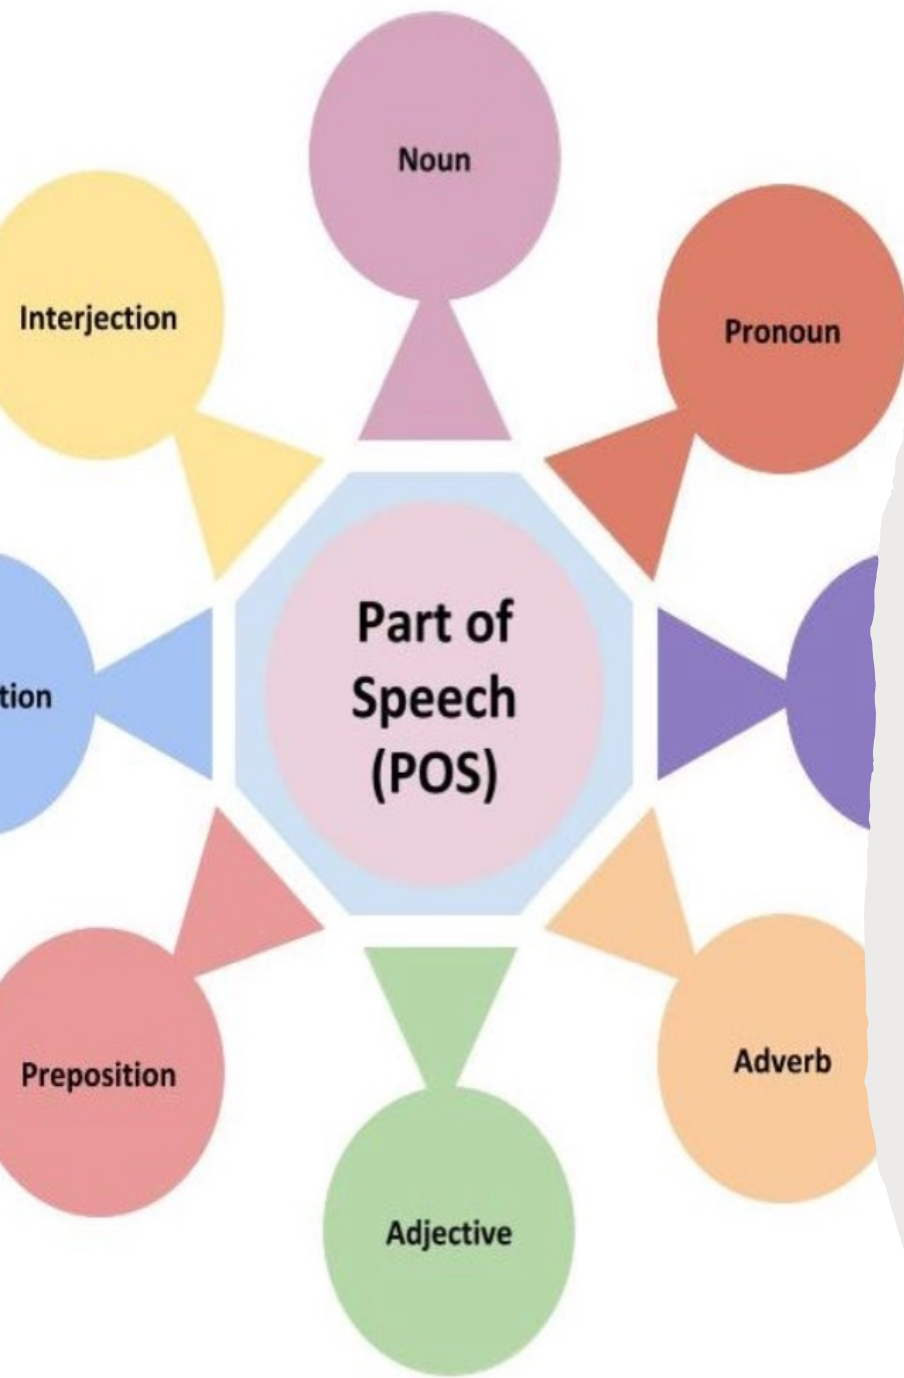 Noun
Interjection
Pronoun
Part of
Speech
(POS)
tion
Preposition
Adverb
Adjective